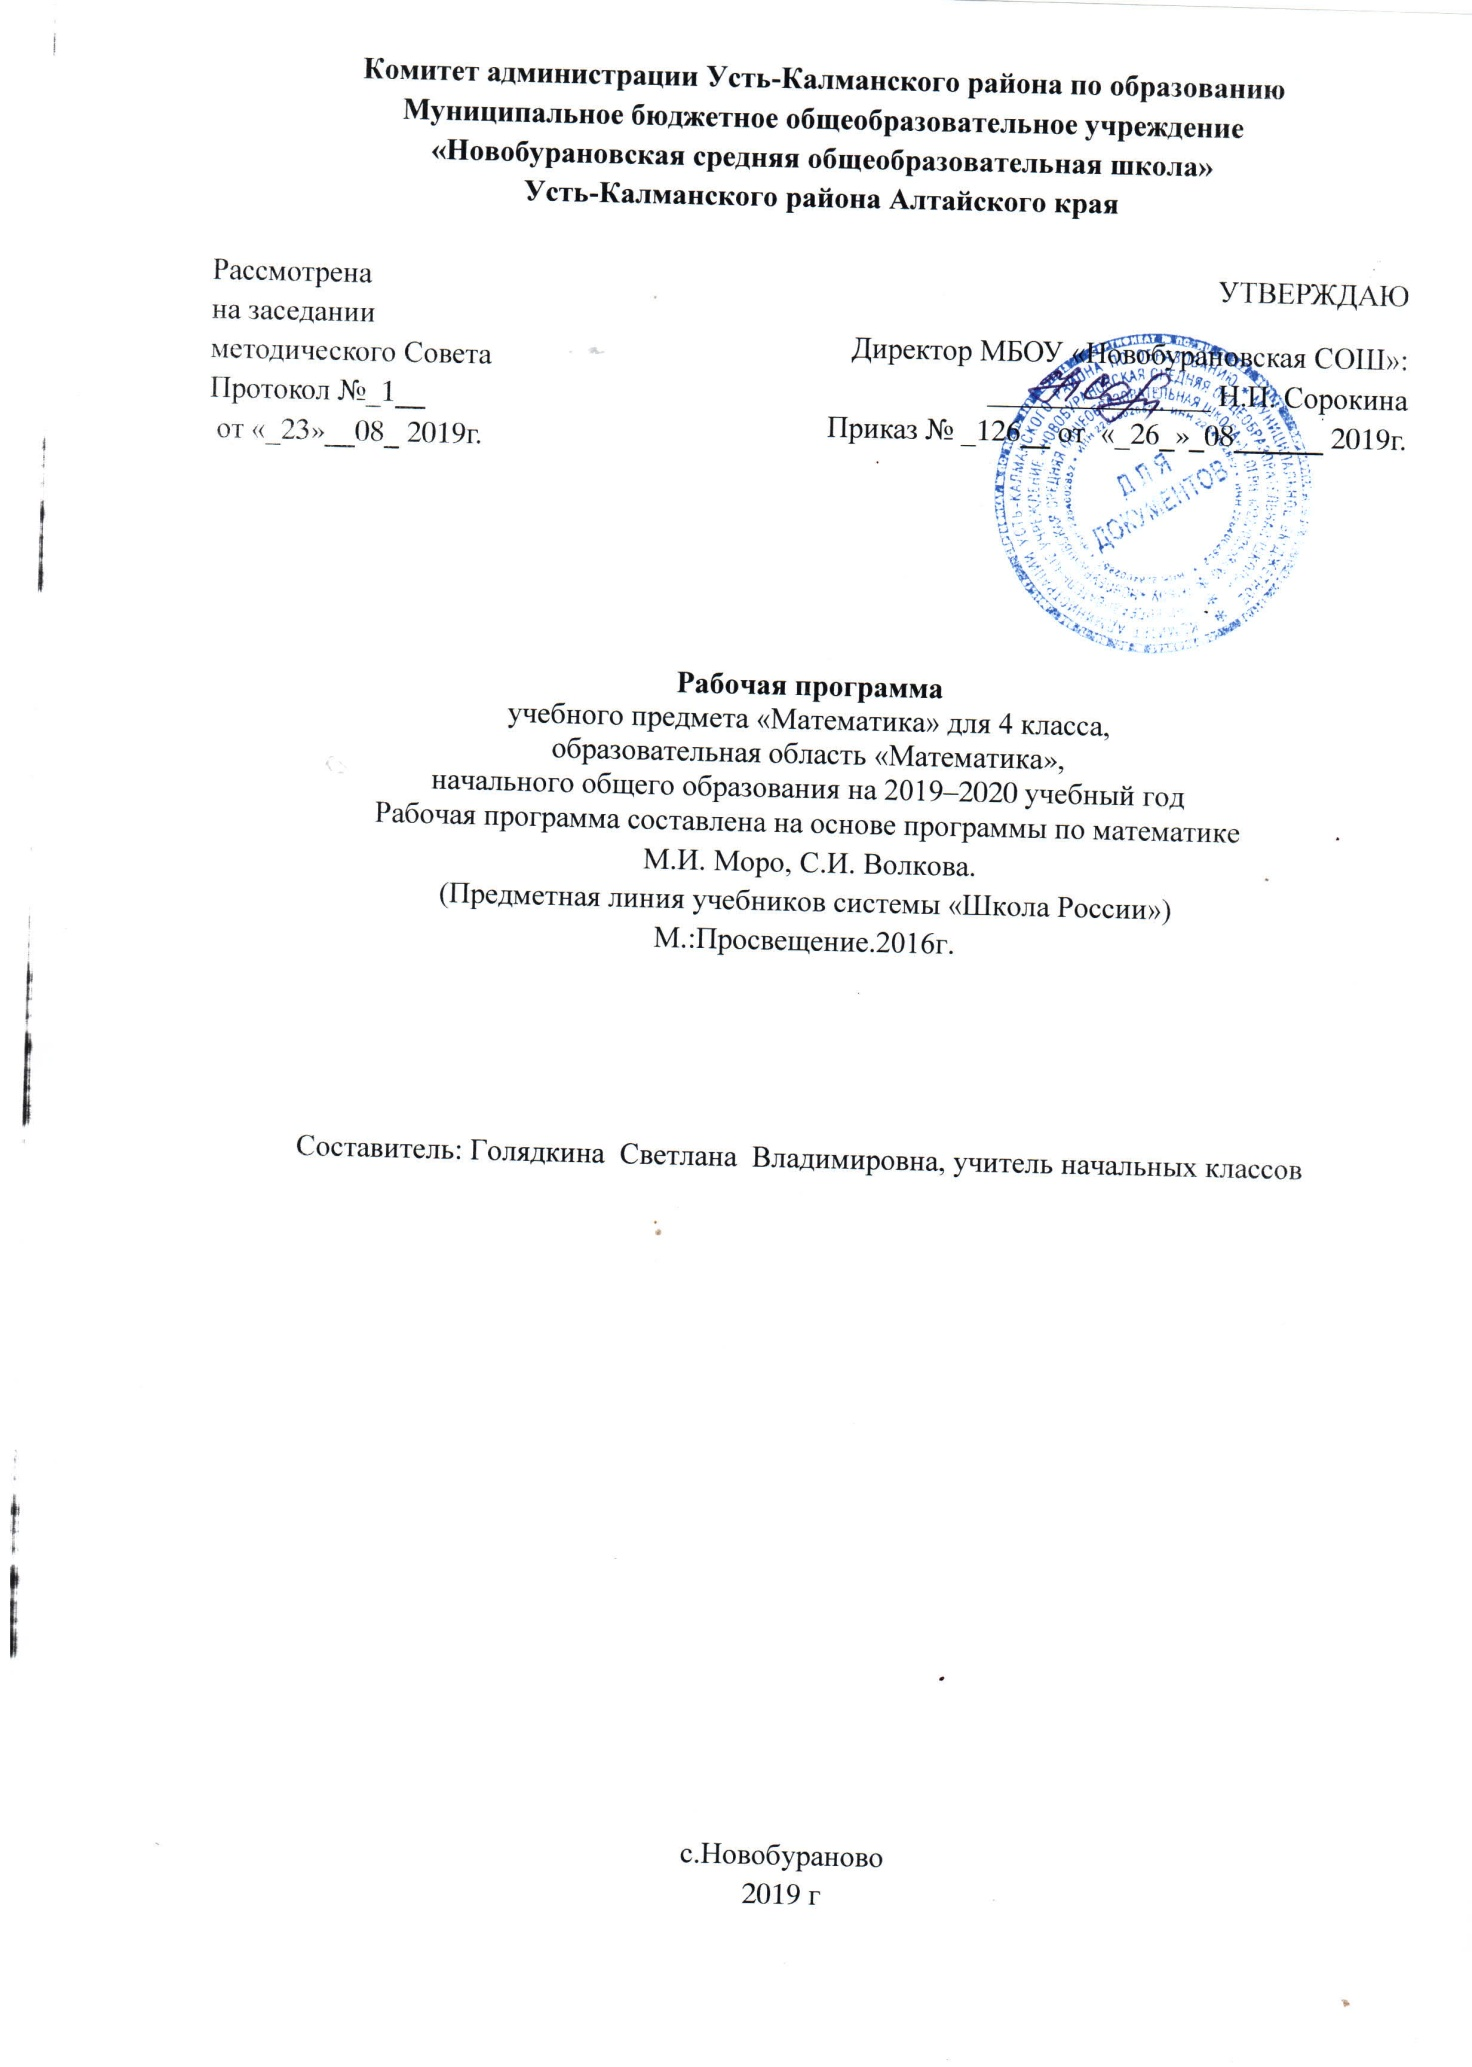 Комитет администрации Усть-Калманского района по образованию
Муниципальное бюджетное общеобразовательное учреждение
«Новобурановская средняя общеобразовательная школа»
Усть-Калманского района Алтайского края
Рассмотрена
на заседании
методического Совета
Протокол №_1__
от «_23»__08_ 2019г.
УТВЕРЖДАЮ
Директор МБОУ «Новобурановская СОШ»:
_______________ Н.П. Сорокина
Приказ № _126__ от «_26_»_08______ 2019г.
ДЛЯ
ДОКУМЕНТОВ
Рабочая программа
учебного предмета «Математика» для 4 класса,
образовательная область «Математика»,
начального общего образования на 2019–2020 учебный год
Рабочая программа составлена на основе программы по математике
М.И. Моро, С.И. Волкова.
(Предметная линия учебников системы «Школа России»)
М.:Просвещение.2016г.
Составитель: Голядкина Светлана Владимировна, учитель начальных классов
с.Новобураново
2019 г